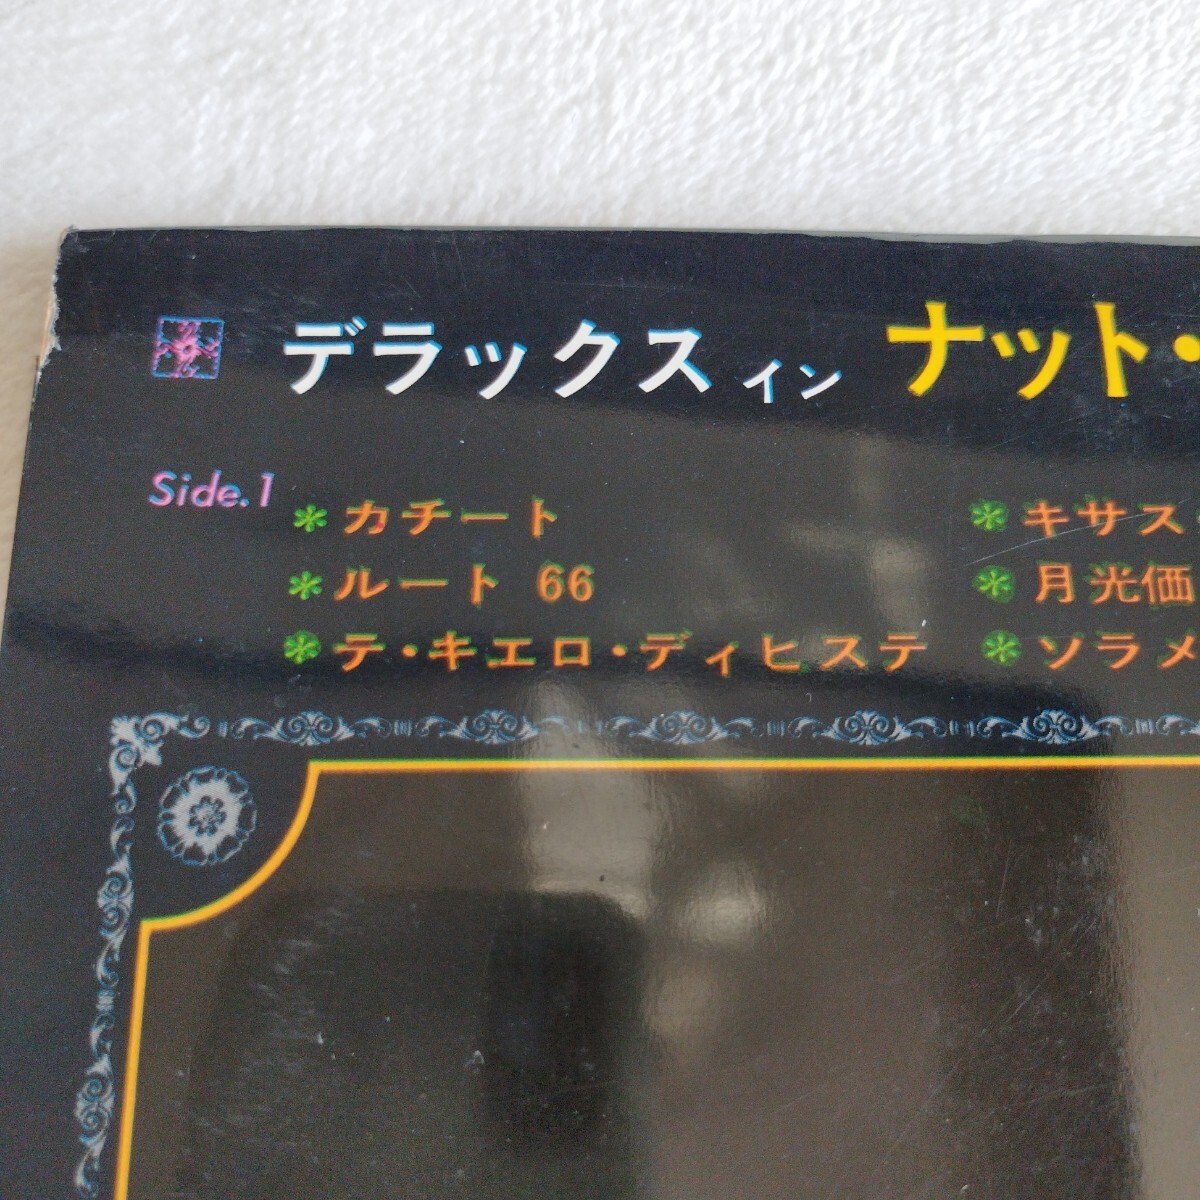 デラックス イン ナット・
Side.1
＊カチート
＊ルート 66
＊テ・キエロ・ディヒステ
＊キサス
＊月光価
＊ソラメ